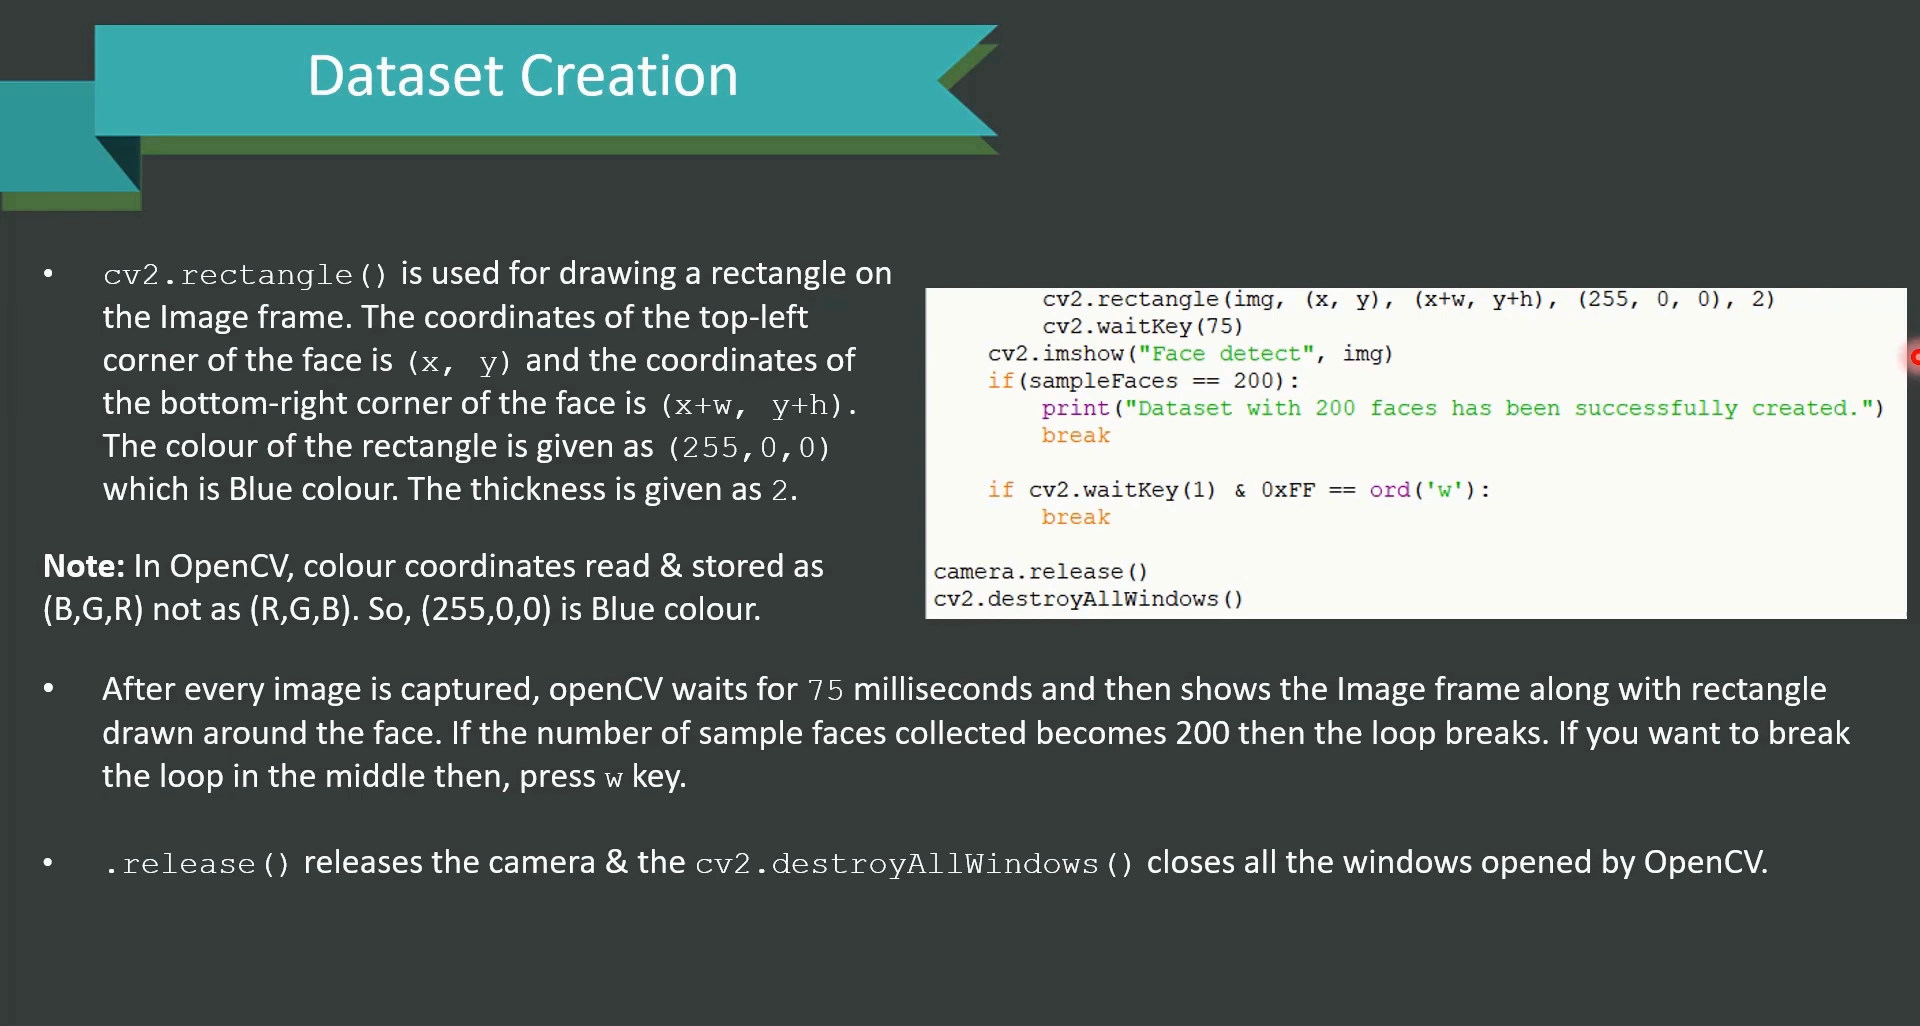 Dataset Creation
• cv2.rectangle() is used for drawing a rectangle on
the Image frame. The coordinates of the top-left
corner of the face is (x, y) and the coordinates of
the bottom-right corner of the face is (x+w, y+h).
The colour of the rectangle is given as (255,0,0)
which is Blue colour. The thickness is given as 2.
Note: In OpenCV, colour coordinates read & stored as
(B,G,R) not as (R,G,B). So, (255,0,0) is Blue colour.
cv2.rectangle(img, (x, y), (x+w, y+h), (255, 0, 0), 2)
cv2.waitKey(75)
cv2.imshow("Face detect", img)
if(sampleFaces == 200):
print("Dataset with 200 faces has been successfully created.")
break
if cv2.waitKey(1) & 0xFF == ord('w'):
break
camera.release()
cv2.destroyAllWindows()
• After every image is captured, openCV waits for 75 milliseconds and then shows the Image frame along with rectangle
drawn around the face. If the number of sample faces collected becomes 200 then the loop breaks. If you want to break
the loop in the middle then, press w key.
• .release() releases the camera & the cv2.destroyAllWindows() closes all the windows opened by OpenCV.